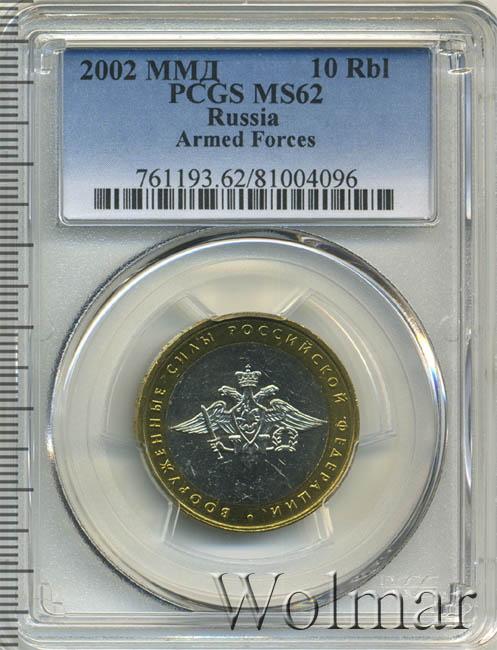 2002 ММД 10 Rbl
PCGS MS62
Russia
Armed Forces
761193.62/81004096
ВООРУЖЕННЫЕ СИЛЫ РОССИЙСКОЙ ФЕДЕРАЦИИ
Wolmar